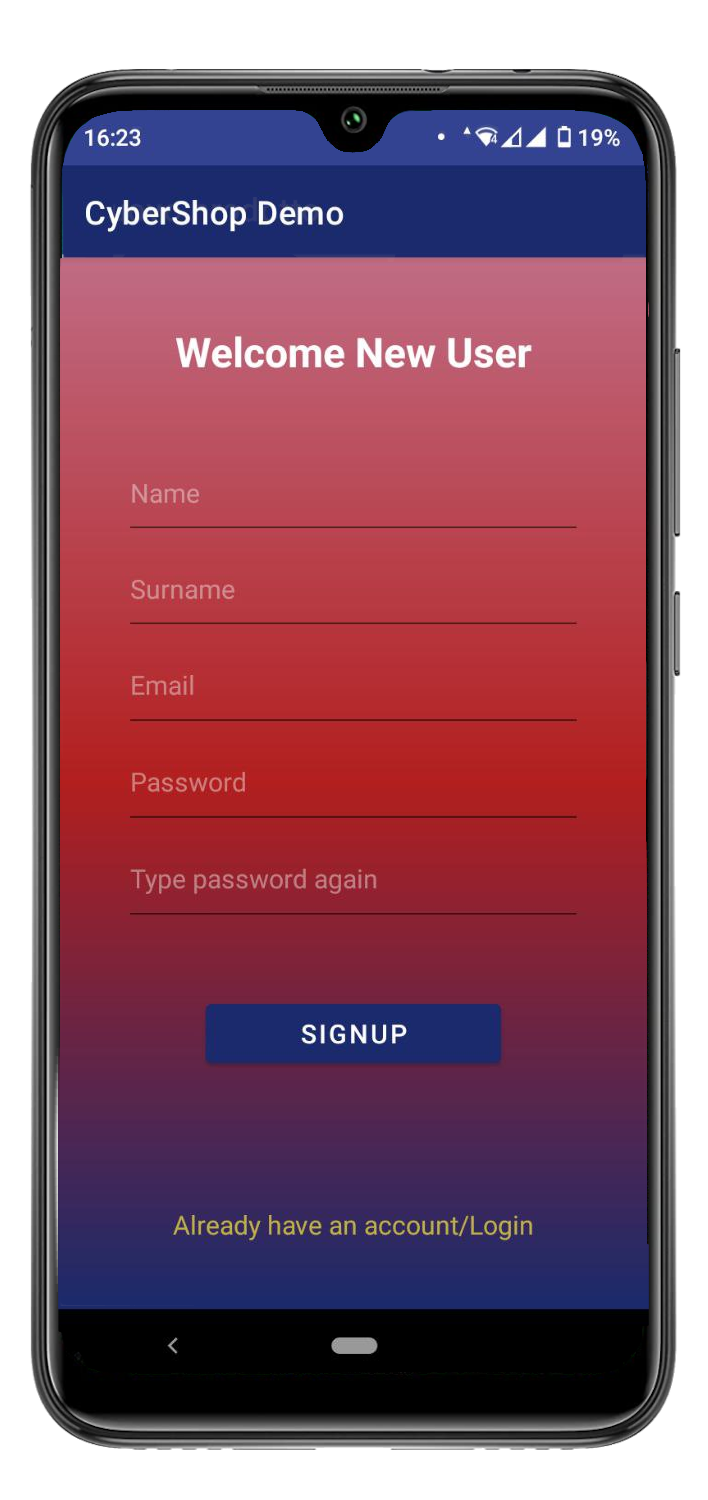 16:23
4
19%
CyberShop Demo
Welcome New User
Name
Surname
Email
Password
Type password again
SIGNUP
Already have an account/Login